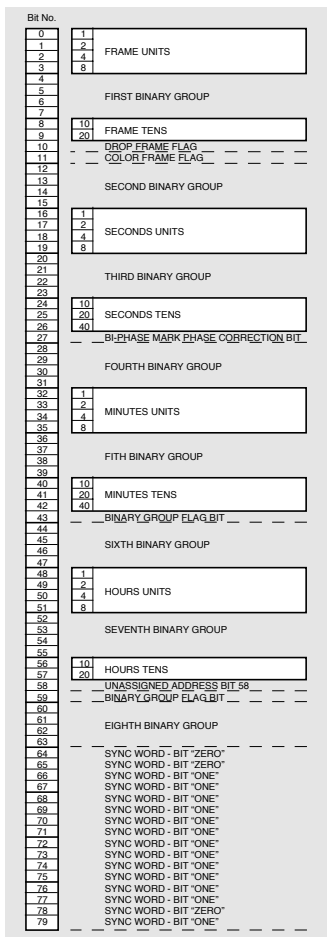 Bit No.
0 1
1 2
FRAME UNITS
2 4
3 8
4
5
FIRST BINARY GROUP
6
7
8 10
FRAME TENS
9 20
10 DROP FRAME FLAG
11 COLOR FRAME FLAG
12
13
SECOND BINARY GROUP
14
15
16 1
17 2
SECONDS UNITS
18 4
19 8
20
21
THIRD BINARY GROUP
22
23
24 10
25 20 SECONDS TENS
26 40
27 BI-PHASE MARK PHASE CORRECTION BIT
28
29
FOURTH BINARY GROUP
30
31
32 1
33 2
MINUTES UNITS
34 4
35 8
36
37
FITH BINARY GROUP
38
39
40 10
41 20 MINUTES TENS
42 40
43 BINARY GROUP FLAG BIT
44
45
SIXTH BINARY GROUP
46
47
48 1
49 2
HOURS UNITS
50 4
51 8
52
53 SEVENTH BINARY GROUP
54
55
56 10
HOURS TENS
57 20
58 UNASSIGNED ADDRESS BIT 58
59 BINARY GROUP FLAG BIT
60
61
EIGHTH BINARY GROUP
62
63
64 SYNC WORD - BIT “ZERO”
65 SYNC WORD - BIT “ZERO”
66 SYNC WORD - BIT “ONE”
67 SYNC WORD - BIT “ONE”
68 SYNC WORD - BIT “ONE”
69 SYNC WORD - BIT “ONE”
70 SYNC WORD - BIT “ONE”
71 SYNC WORD - BIT “ONE”
72 SYNC WORD - BIT “ONE”
73 SYNC WORD - BIT “ONE”
74 SYNC WORD - BIT “ONE”
75 SYNC WORD - BIT “ONE”
76 SYNC WORD - BIT “ONE”
77 SYNC WORD - BIT “ONE”
78 SYNC WORD - BIT “ZERO”
79 SYNC WORD - BIT “ONE”